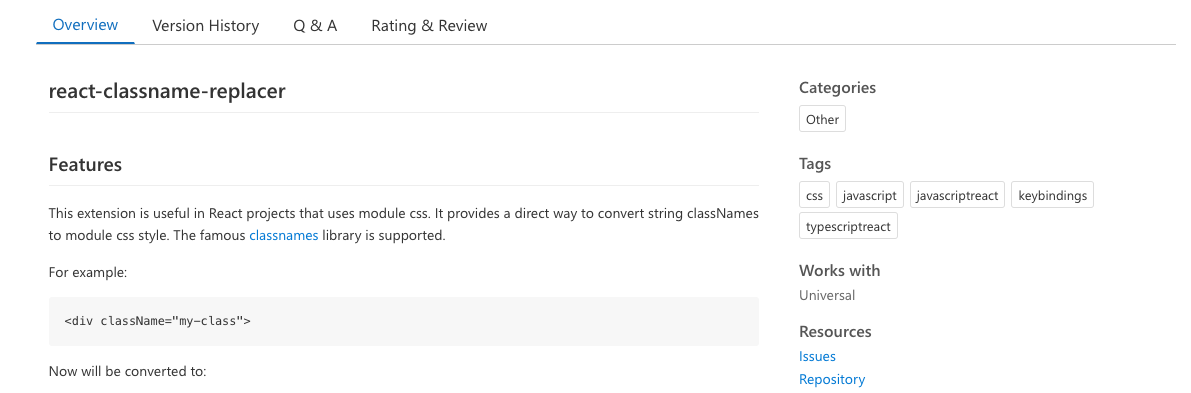 Overview Version History Q & A Rating & Review
react-classname-replacer
Features
This extension is useful in React projects that uses module css. It provides a direct way to convert string classNames
to module css style. The famous classnames library is supported.
For example:
<div className="my-class">
Now will be converted to:
Categories
Other
Tags
css javascript javascriptreact keybindings
typescriptreact
Works with
Universal
Resources
Issues
Repository